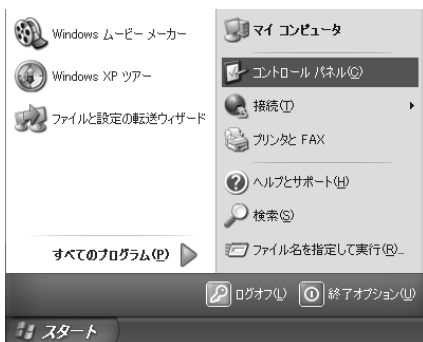 Windows ムービー メーカー
Windows XP ツアー
ファイルと設定の転送ウィザード
すべてのプログラム(P)
マイ コンピュータ
コントロール パネル(C)
接続(T)
プリンタと FAX
ヘルプとサポート(H)
検索(S)
ファイル名を指定して実行(R)...
ログオフ(L)
終了オプション(U)
スタート